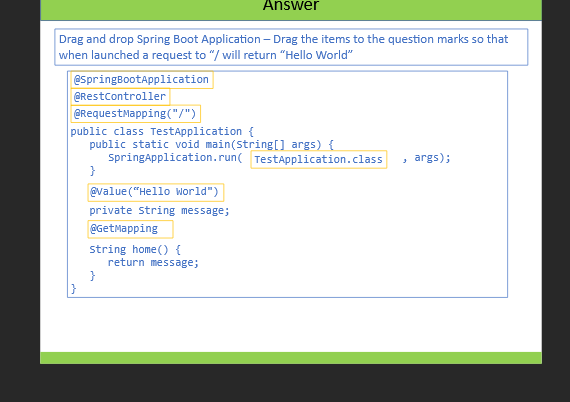 Answer
Drag and drop Spring Boot Application – Drag the items to the question marks so that
when launched a request to “/ will return “Hello World”
@SpringBootApplication
@RestController
@RequestMapping("/")
public class TestApplication {
public static void main(String[] args) {
SpringApplication.run( TestApplication.class , args);
}
@Value(“Hello World")
private String message;
@GetMapping
String home() {
return message;
}
}